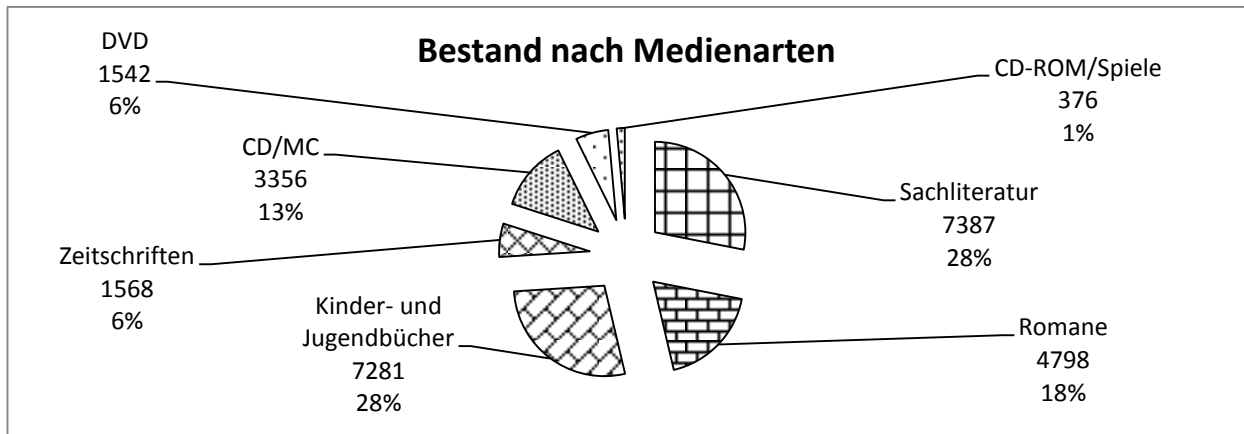 Bestand nach Medienarten
DVD
1542
6%
CD-ROM/Spiele
376
1%
CD/MC
3356
13%
Sachliteratur
7387
28%
Zeitschriften
1568
6%
Kinder- und
Jugendbücher
7281
28%
Romane
4798
18%